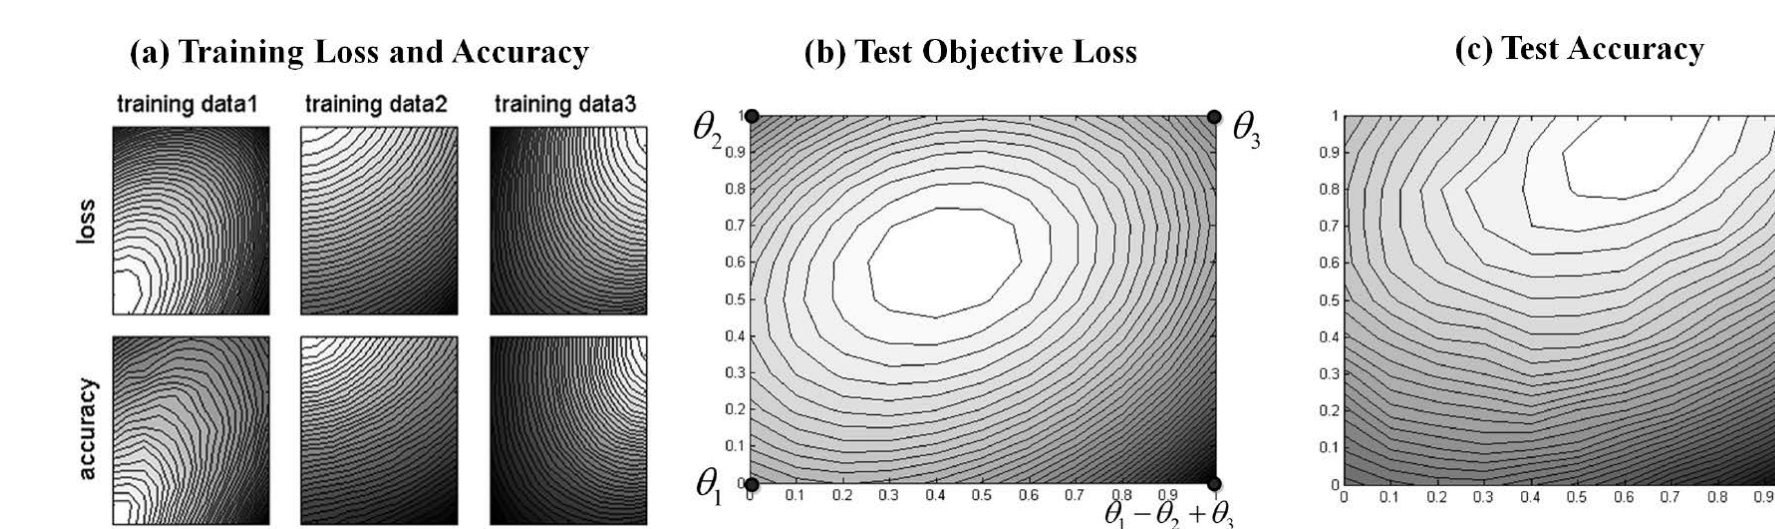 (a) Training Loss and Accuracy
training data1 training data2 training data3
loss
accuracy
(b) Test Objective Loss
θ₂ 1 θ₃
0.9
0.8
0.7
0.6
0.5
0.4
0.3
0.2
0.1
θ₁ 0
0 0.1 0.2 0.3 0.4 0.5 0.6 0.7 0.8 0.9 1
θ₁ − θ₂ + θ₃
(c) Test Accuracy
1
0.9
0.8
0.7
0.6
0.5
0.4
0.3
0.2
0.1
0
0 0.1 0.2 0.3 0.4 0.5 0.6 0.7 0.8 0.9